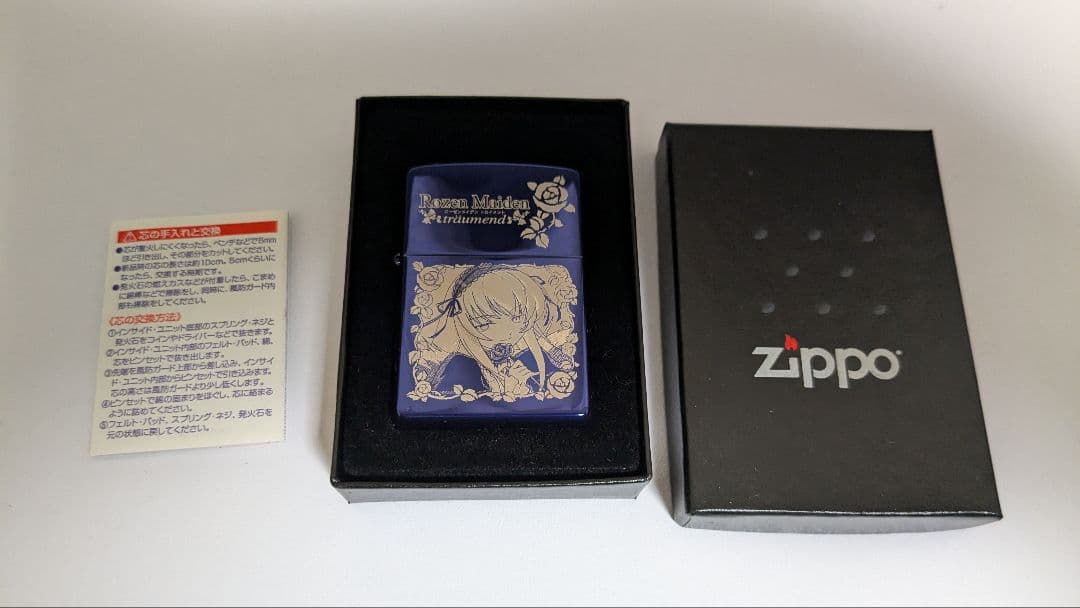 芯の手入れと交換
●芯が着火しにくくなったら、ペンチなどで5mm
ほど引き出し、その部分をカットしてください。
●新品時の芯の長さは約10cm。5cmくらいに
なったら、交換する時期です。
●発火石の燃えカスなどが付着したら、こまめ
に綿棒などで掃除をし、同時に、風防ガード内
部も掃除をしてください。
《芯の交換方法》
①インサイド・ユニット底部のスプリング・ネジと
発火石をコインやドライバーなどで抜きます。
②インサイド・ユニット内部のフェルト・パッド、綿、
芯をピンセットで抜き出します。
③先端を風防ガード上部から差し込み、インサイ
ド・ユニット内部からピンセットで引き込みます。
芯の高さは風防ガードより少し低くします。
④ピンセットで綿の固まりをほぐし、芯に絡まる
ように詰めてください。
⑤フェルト・パッド、スプリング・ネジ、発火石を
元の状態に戻してください。
Rozen Maiden
ローゼンメイデン トロイメント
träumend
zippo